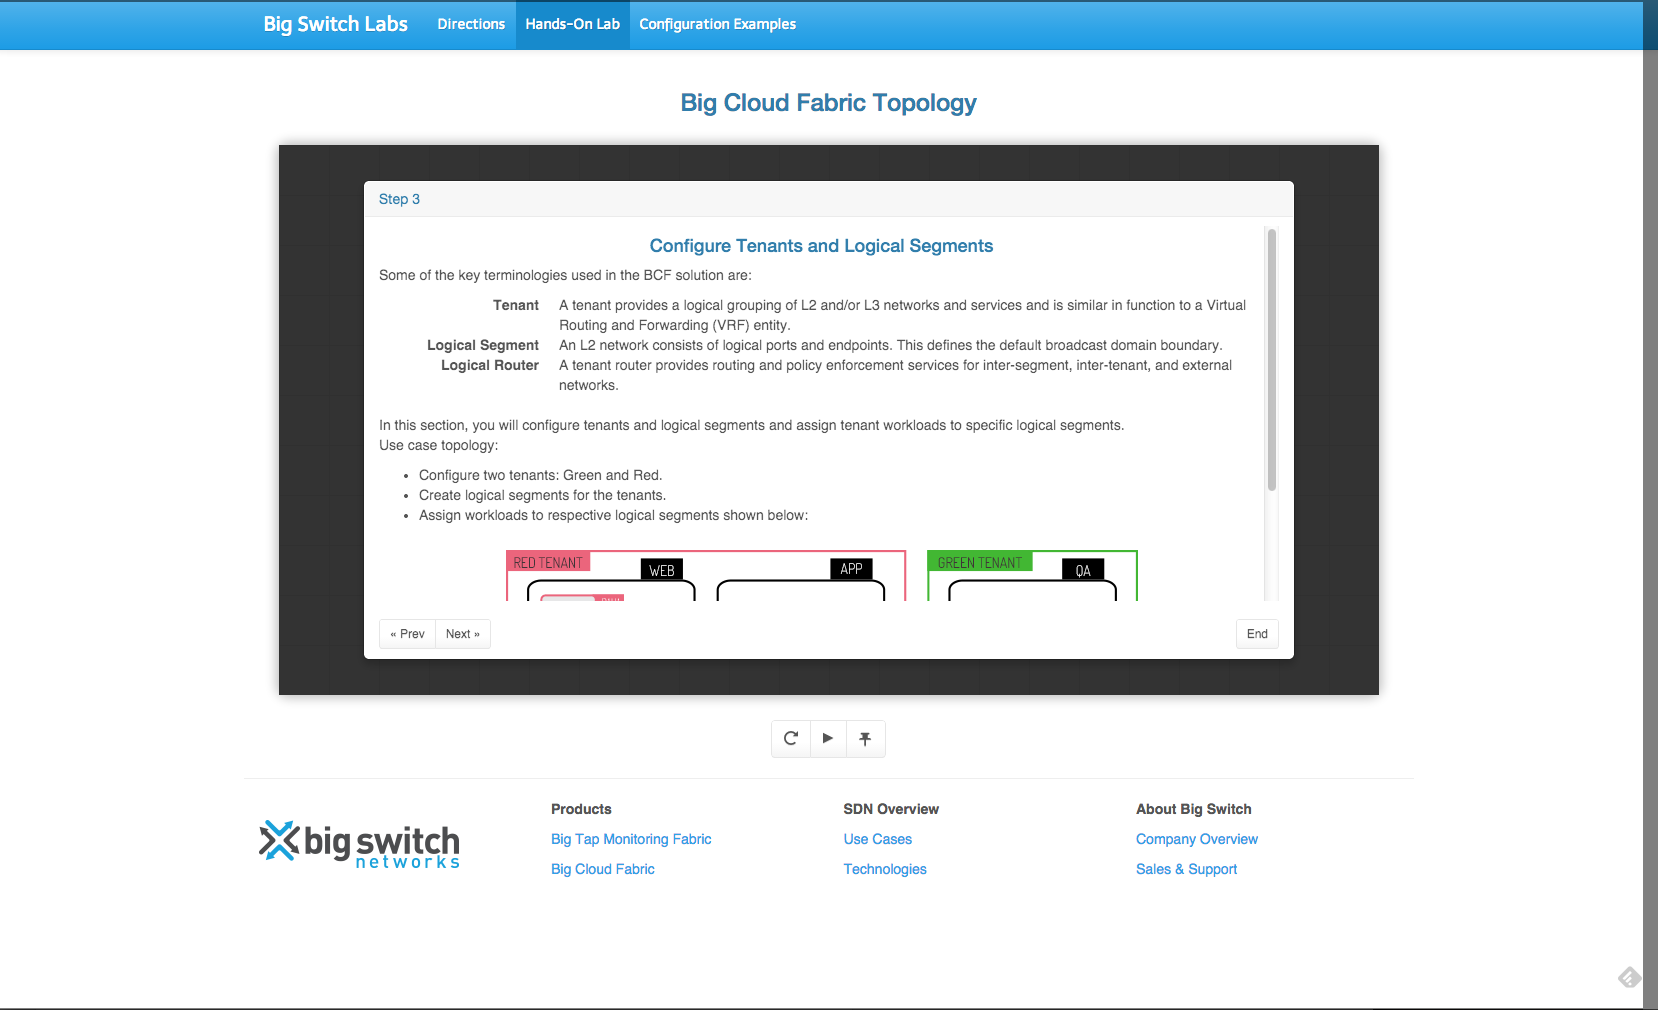 Big Switch Labs Directions Hands-On Lab Configuration Examples
Big Cloud Fabric Topology
Step 3
Configure Tenants and Logical Segments
Some of the key terminologies used in the BCF solution are:
Tenant A tenant provides a logical grouping of L2 and/or L3 networks and services and is similar in function to a Virtual
Routing and Forwarding (VRF) entity.
Logical Segment An L2 network consists of logical ports and endpoints. This defines the default broadcast domain boundary.
Logical Router A tenant router provides routing and policy enforcement services for inter-segment, inter-tenant, and external
networks.
In this section, you will configure tenants and logical segments and assign tenant workloads to specific logical segments.
Use case topology:
• Configure two tenants: Green and Red.
• Create logical segments for the tenants.
• Assign workloads to respective logical segments shown below:
RED TENANT WEB APP GREEN TENANT QA
« Prev Next » End
big switch
networks
Products
Big Tap Monitoring Fabric
Big Cloud Fabric
SDN Overview
Use Cases
Technologies
About Big Switch
Company Overview
Sales & Support